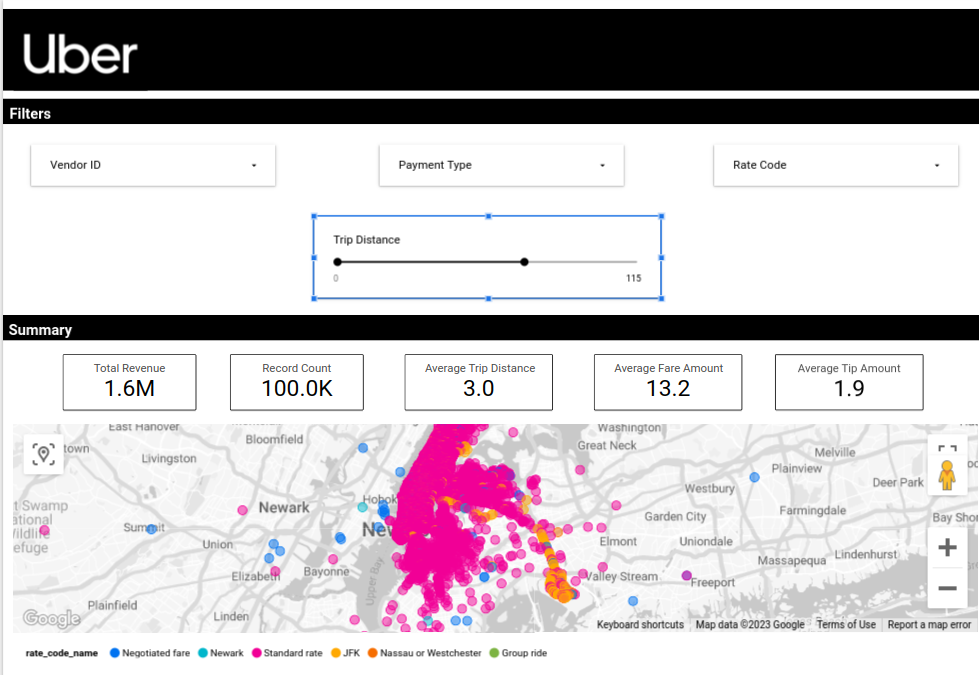 Uber
Filters
Vendor ID
Payment Type
Rate Code
Trip Distance
0 115
Summary
Total Revenue
1.6M
Record Count
100.0K
Average Trip Distance
3.0
Average Fare Amount
13.2
Average Tip Amount
1.9
East Hanover
Washington
Bloomfield
Great Neck
town
Melville
Livingston
Plainview
Deer Park
Westbury
Hobok
Newark
Farmingdale
t Swamp
ational
Wildlife
efuge
Garden City
Bay Shor
Summit
New
Union
Elmont
Uniondale
Lindenhurst
Massapequa
Bayonne
Elizabeth
Valley Stream
Freeport
Upper Bay
Plainfield
Linden
Google
Keyboard shortcuts Map data ©2023 Google Terms of Use Report a map error
rate_code_name Negotiated fare Newark Standard rate JFK Nassau or Westchester Group ride